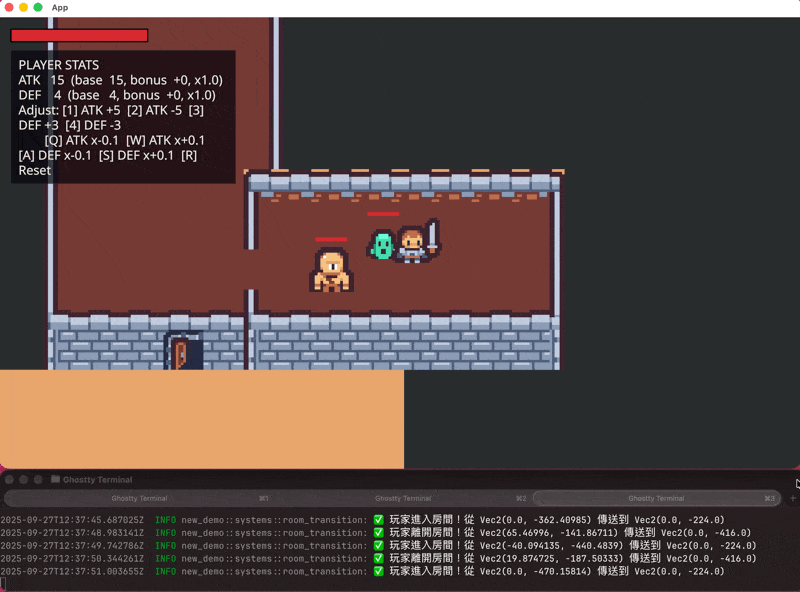 App
PLAYER STATS
ATK 15 (base 15, bonus +0, x1.0)
DEF 4 (base 4, bonus +0, x1.0)
Adjust: [1] ATK +5 [2] ATK -5 [3]
DEF +3 [4] DEF -3
[Q] ATK x-0.1 [W] ATK x+0.1
[A] DEF x-0.1 [S] DEF x+0.1 [R]
Reset
Ghostty Terminal
Ghostty Terminal ⌘1 Ghostty Terminal ⌘2 Ghostty Terminal ⌘3 +
2025-09-27T12:37:45.687025Z INFO new_demo::systems::room_transition: ✅ 玩家進入房間！從 Vec2(0.0, -362.40985) 傳送到 Vec2(0.0, -224.0)
2025-09-27T12:37:48.983141Z INFO new_demo::systems::room_transition: ✅ 玩家離開房間！從 Vec2(65.46996, -141.86711) 傳送到 Vec2(0.0, -416.0)
2025-09-27T12:37:49.742786Z INFO new_demo::systems::room_transition: ✅ 玩家進入房間！從 Vec2(-40.094135, -440.4839) 傳送到 Vec2(0.0, -224.0)
2025-09-27T12:37:50.344261Z INFO new_demo::systems::room_transition: ✅ 玩家離開房間！從 Vec2(19.874725, -187.50333) 傳送到 Vec2(0.0, -416.0)
2025-09-27T12:37:51.003655Z INFO new_demo::systems::room_transition: ✅ 玩家進入房間！從 Vec2(0.0, -470.15814) 傳送到 Vec2(0.0, -224.0)